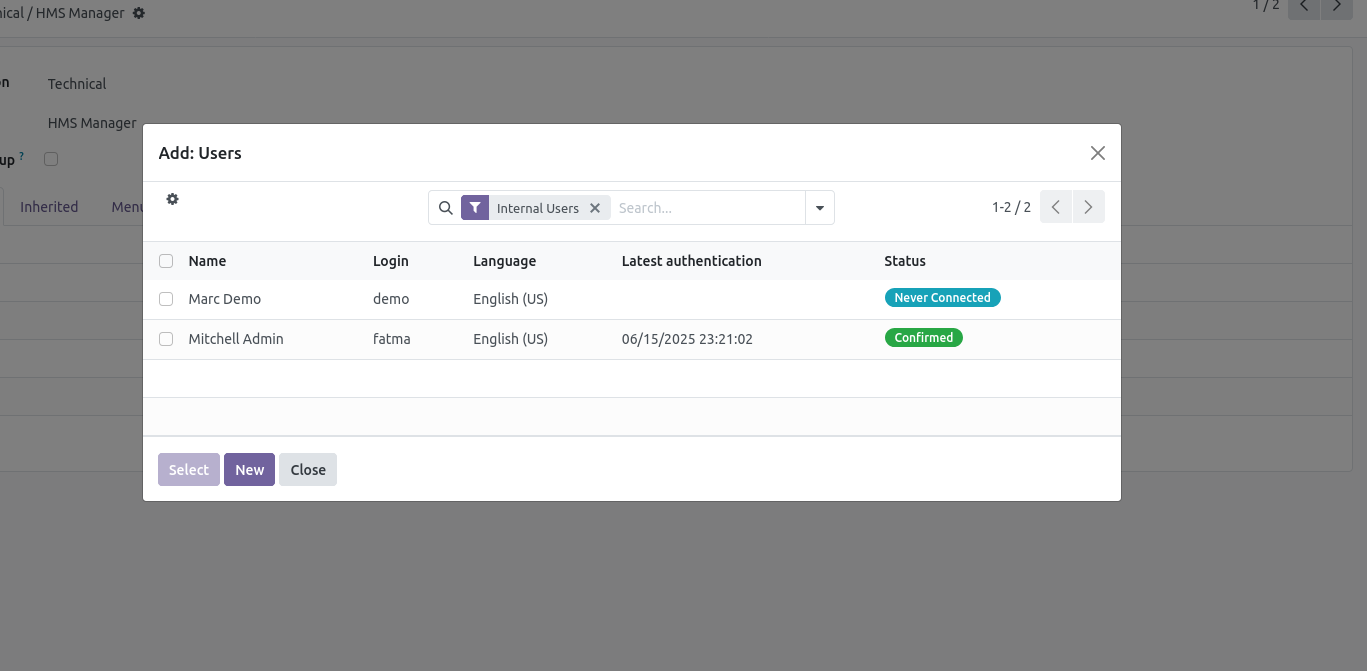 nical / HMS Manager
1 / 2
on
Technical
HMS Manager
up ?
Inherited
Menu
Add: Users
Internal Users
Search...
1-2 / 2
Name Login Language Latest authentication Status
Marc Demo demo English (US) Never Connected
Mitchell Admin fatma English (US) 06/15/2025 23:21:02 Confirmed
Select New Close